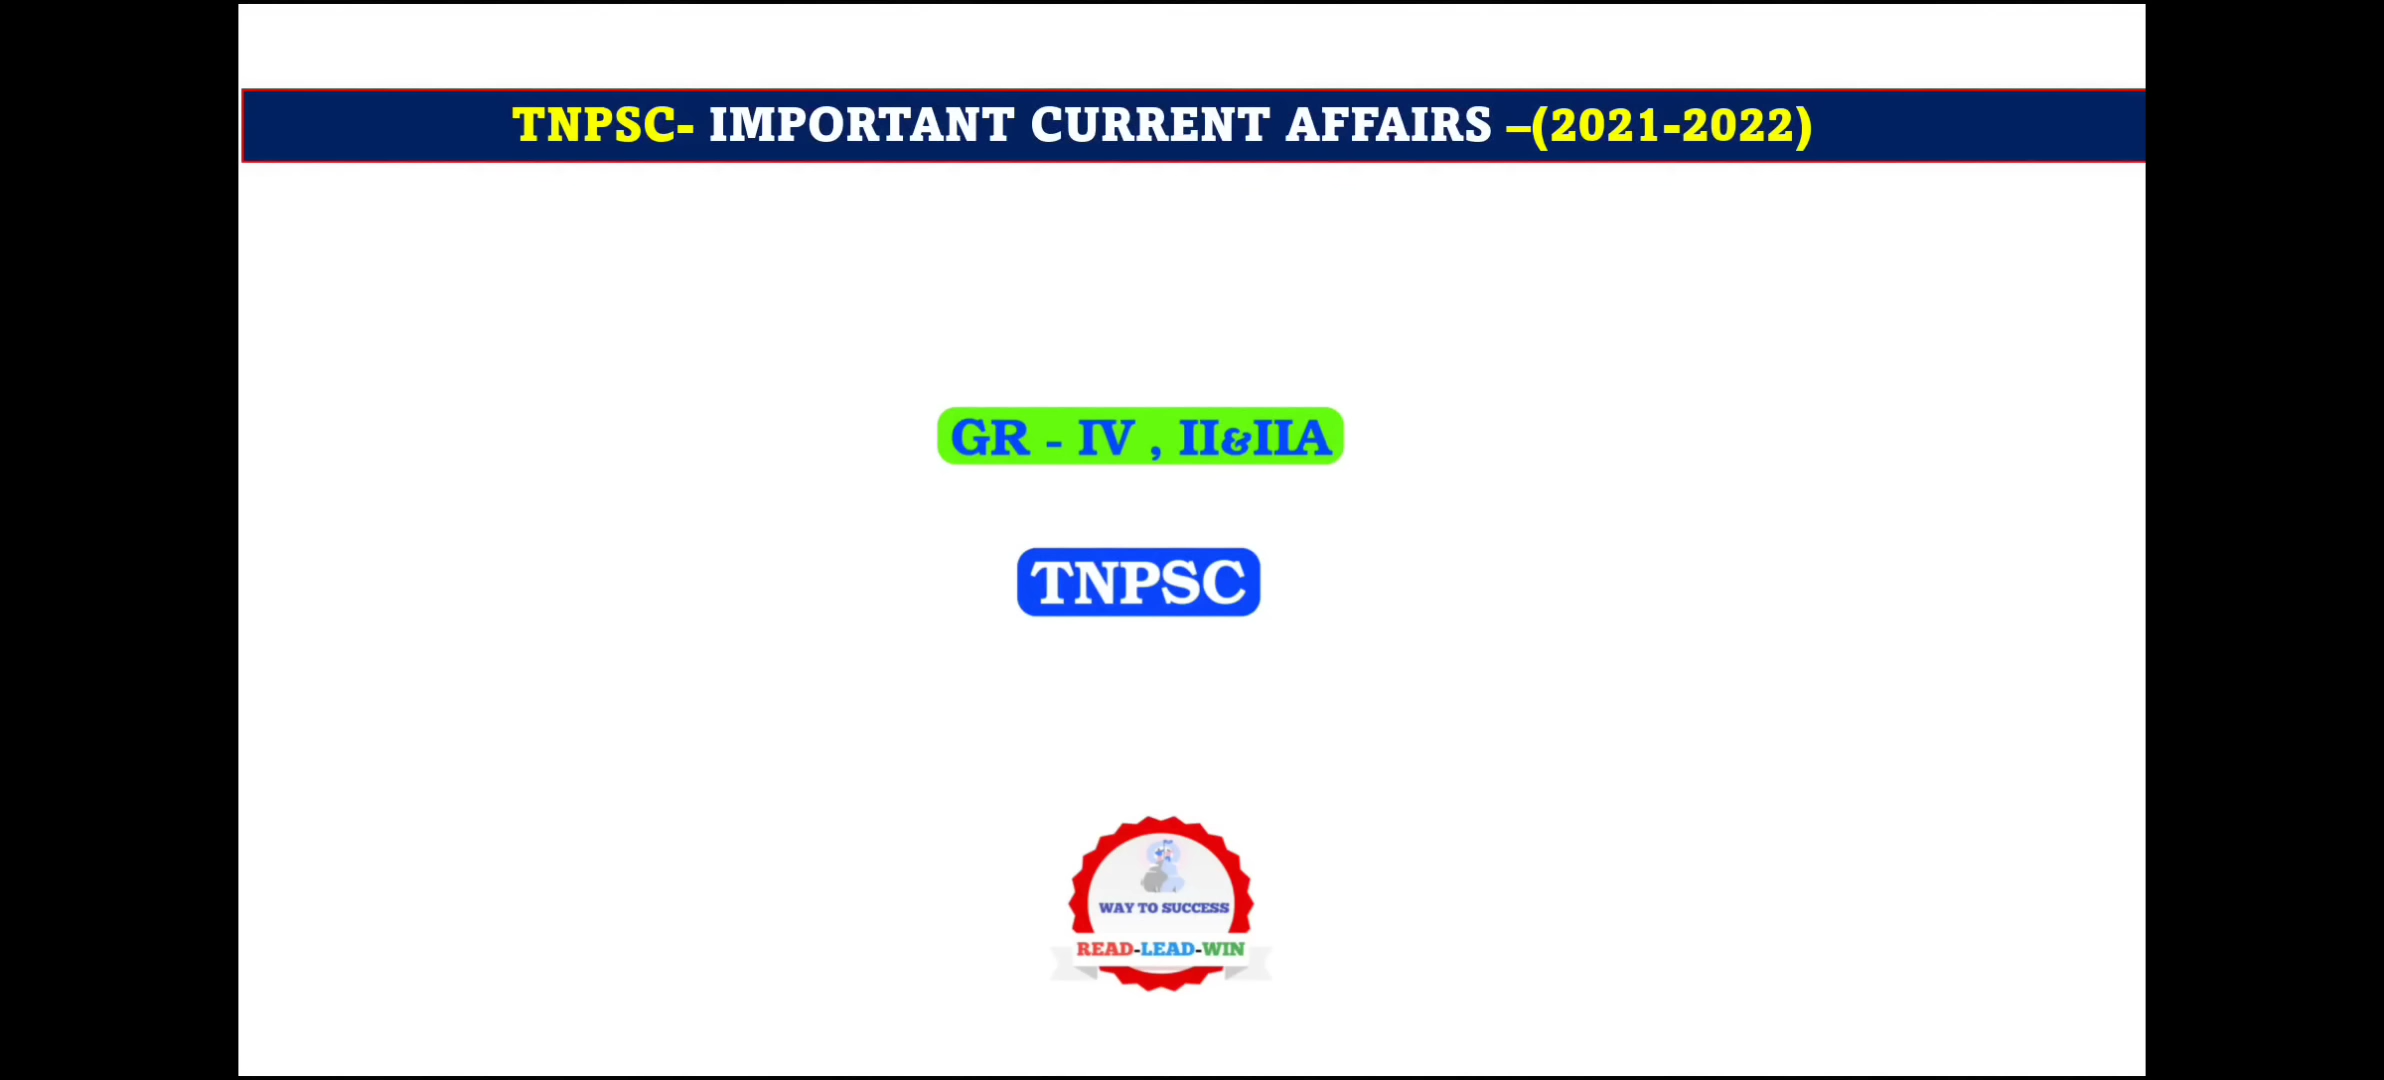 TNPSC- IMPORTANT CURRENT AFFAIRS –(2021-2022)
GR - IV , II&IIA
TNPSC
WAY TO SUCCESS
READ-LEAD-WIN